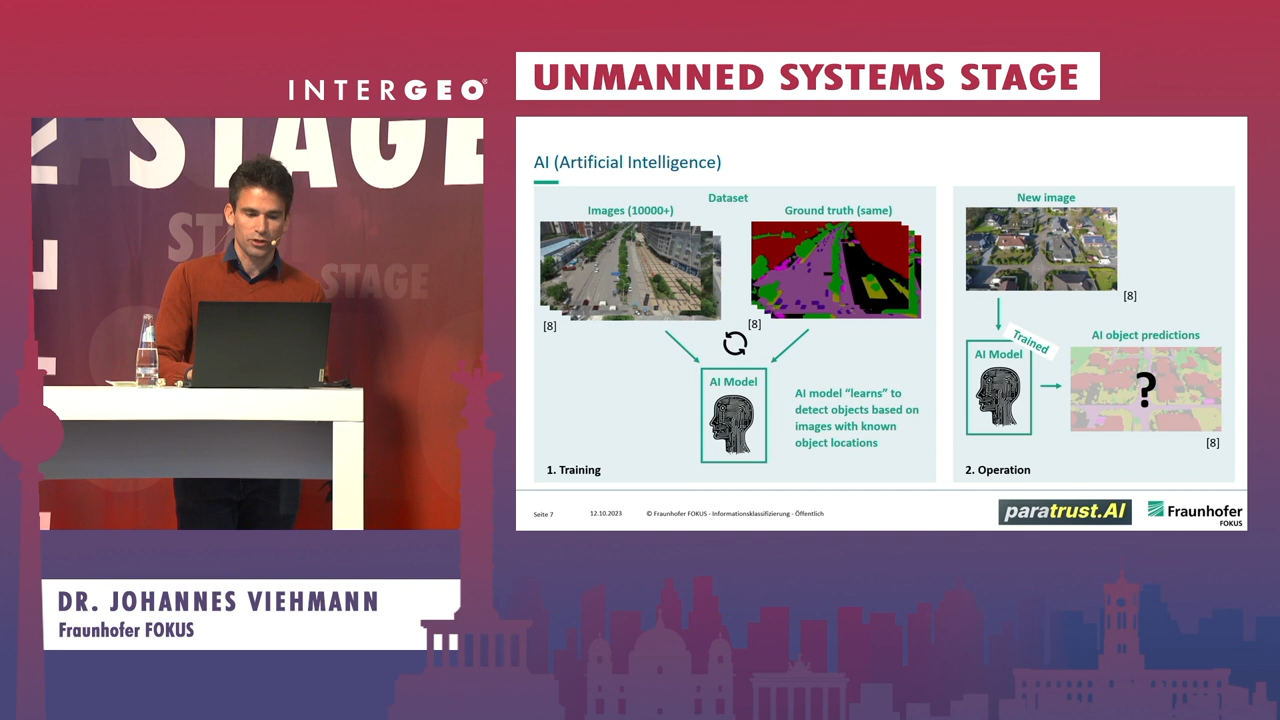 INTERGEO®
UNMANNED SYSTEMS STAGE
STAGE
STAGE
AI (Artificial Intelligence)
Dataset
Images (10000+)
Ground truth (same)
[8]
[8]
AI Model
AI model “learns” to
detect objects based on
images with known
object locations
1. Training
New image
[8]
Trained
AI Model
AI object predictions
?
[8]
2. Operation
Seite 7
12.10.2023
© Fraunhofer FOKUS - Informationsklassifizierung - Öffentlich
paratrust.AI
Fraunhofer
FOKUS
DR. JOHANNES VIEHMANN
Fraunhofer FOKUS